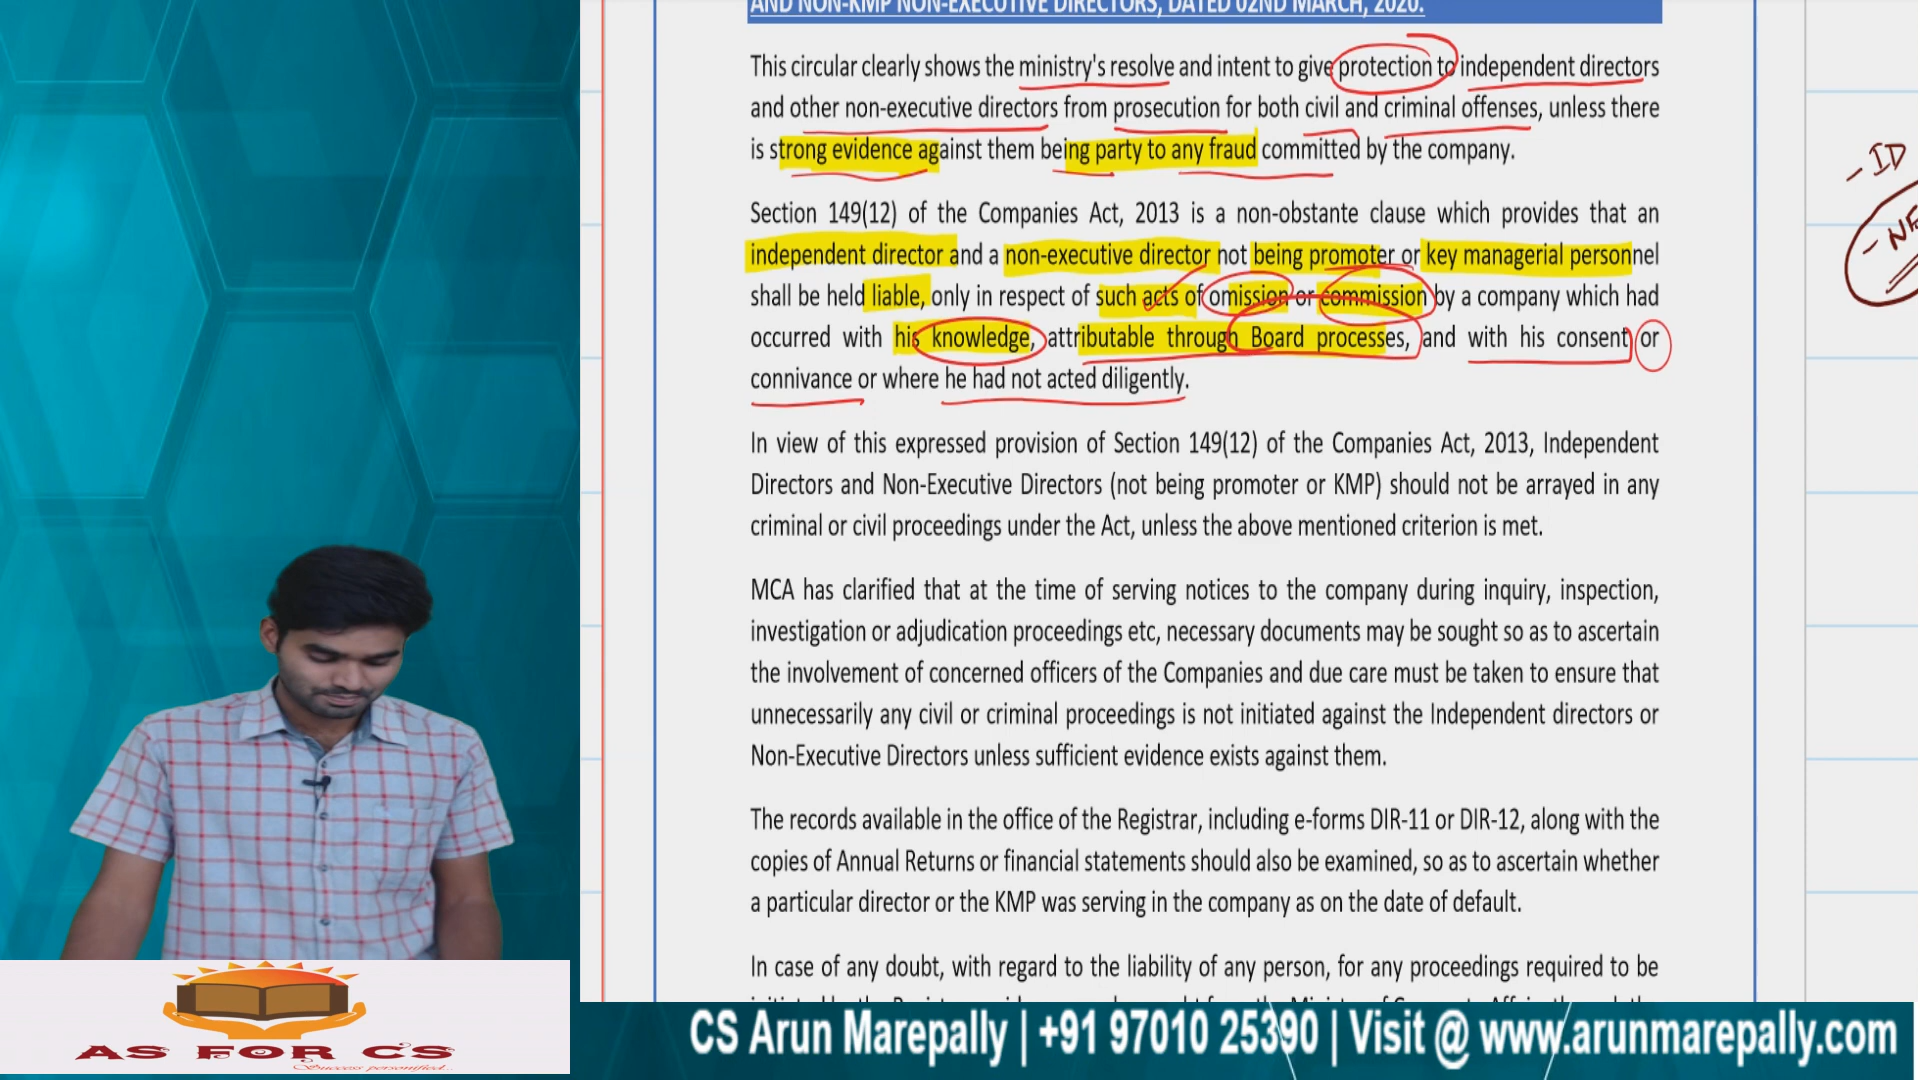 AND NON-KMP NON-EXECUTIVE DIRECTORS, DATED 02ND MARCH, 2020.
This circular clearly shows the ministry's resolve and intent to give protection to independent directors
and other non-executive directors from prosecution for both civil and criminal offenses, unless there
is strong evidence against them being party to any fraud committed by the company.
Section 149(12) of the Companies Act, 2013 is a non-obstante clause which provides that an
independent director and a non-executive director not being promoter or key managerial personnel
shall be held liable, only in respect of such acts of omission or commission by a company which had
occurred with his knowledge, attributable through Board processes, and with his consent or
connivance or where he had not acted diligently.
In view of this expressed provision of Section 149(12) of the Companies Act, 2013, Independent
Directors and Non-Executive Directors (not being promoter or KMP) should not be arrayed in any
criminal or civil proceedings under the Act, unless the above mentioned criterion is met.
MCA has clarified that at the time of serving notices to the company during inquiry, inspection,
investigation or adjudication proceedings etc, necessary documents may be sought so as to ascertain
the involvement of concerned officers of the Companies and due care must be taken to ensure that
unnecessarily any civil or criminal proceedings is not initiated against the Independent directors or
Non-Executive Directors unless sufficient evidence exists against them.
The records available in the office of the Registrar, including e-forms DIR-11 or DIR-12, along with the
copies of Annual Returns or financial statements should also be examined, so as to ascertain whether
a particular director or the KMP was serving in the company as on the date of default.
In case of any doubt, with regard to the liability of any person, for any proceedings required to be
- ID
AS FOR CS
Success personified...
CS Arun Marepally | +91 97010 25390 | Visit @ www.arunmarepally.com